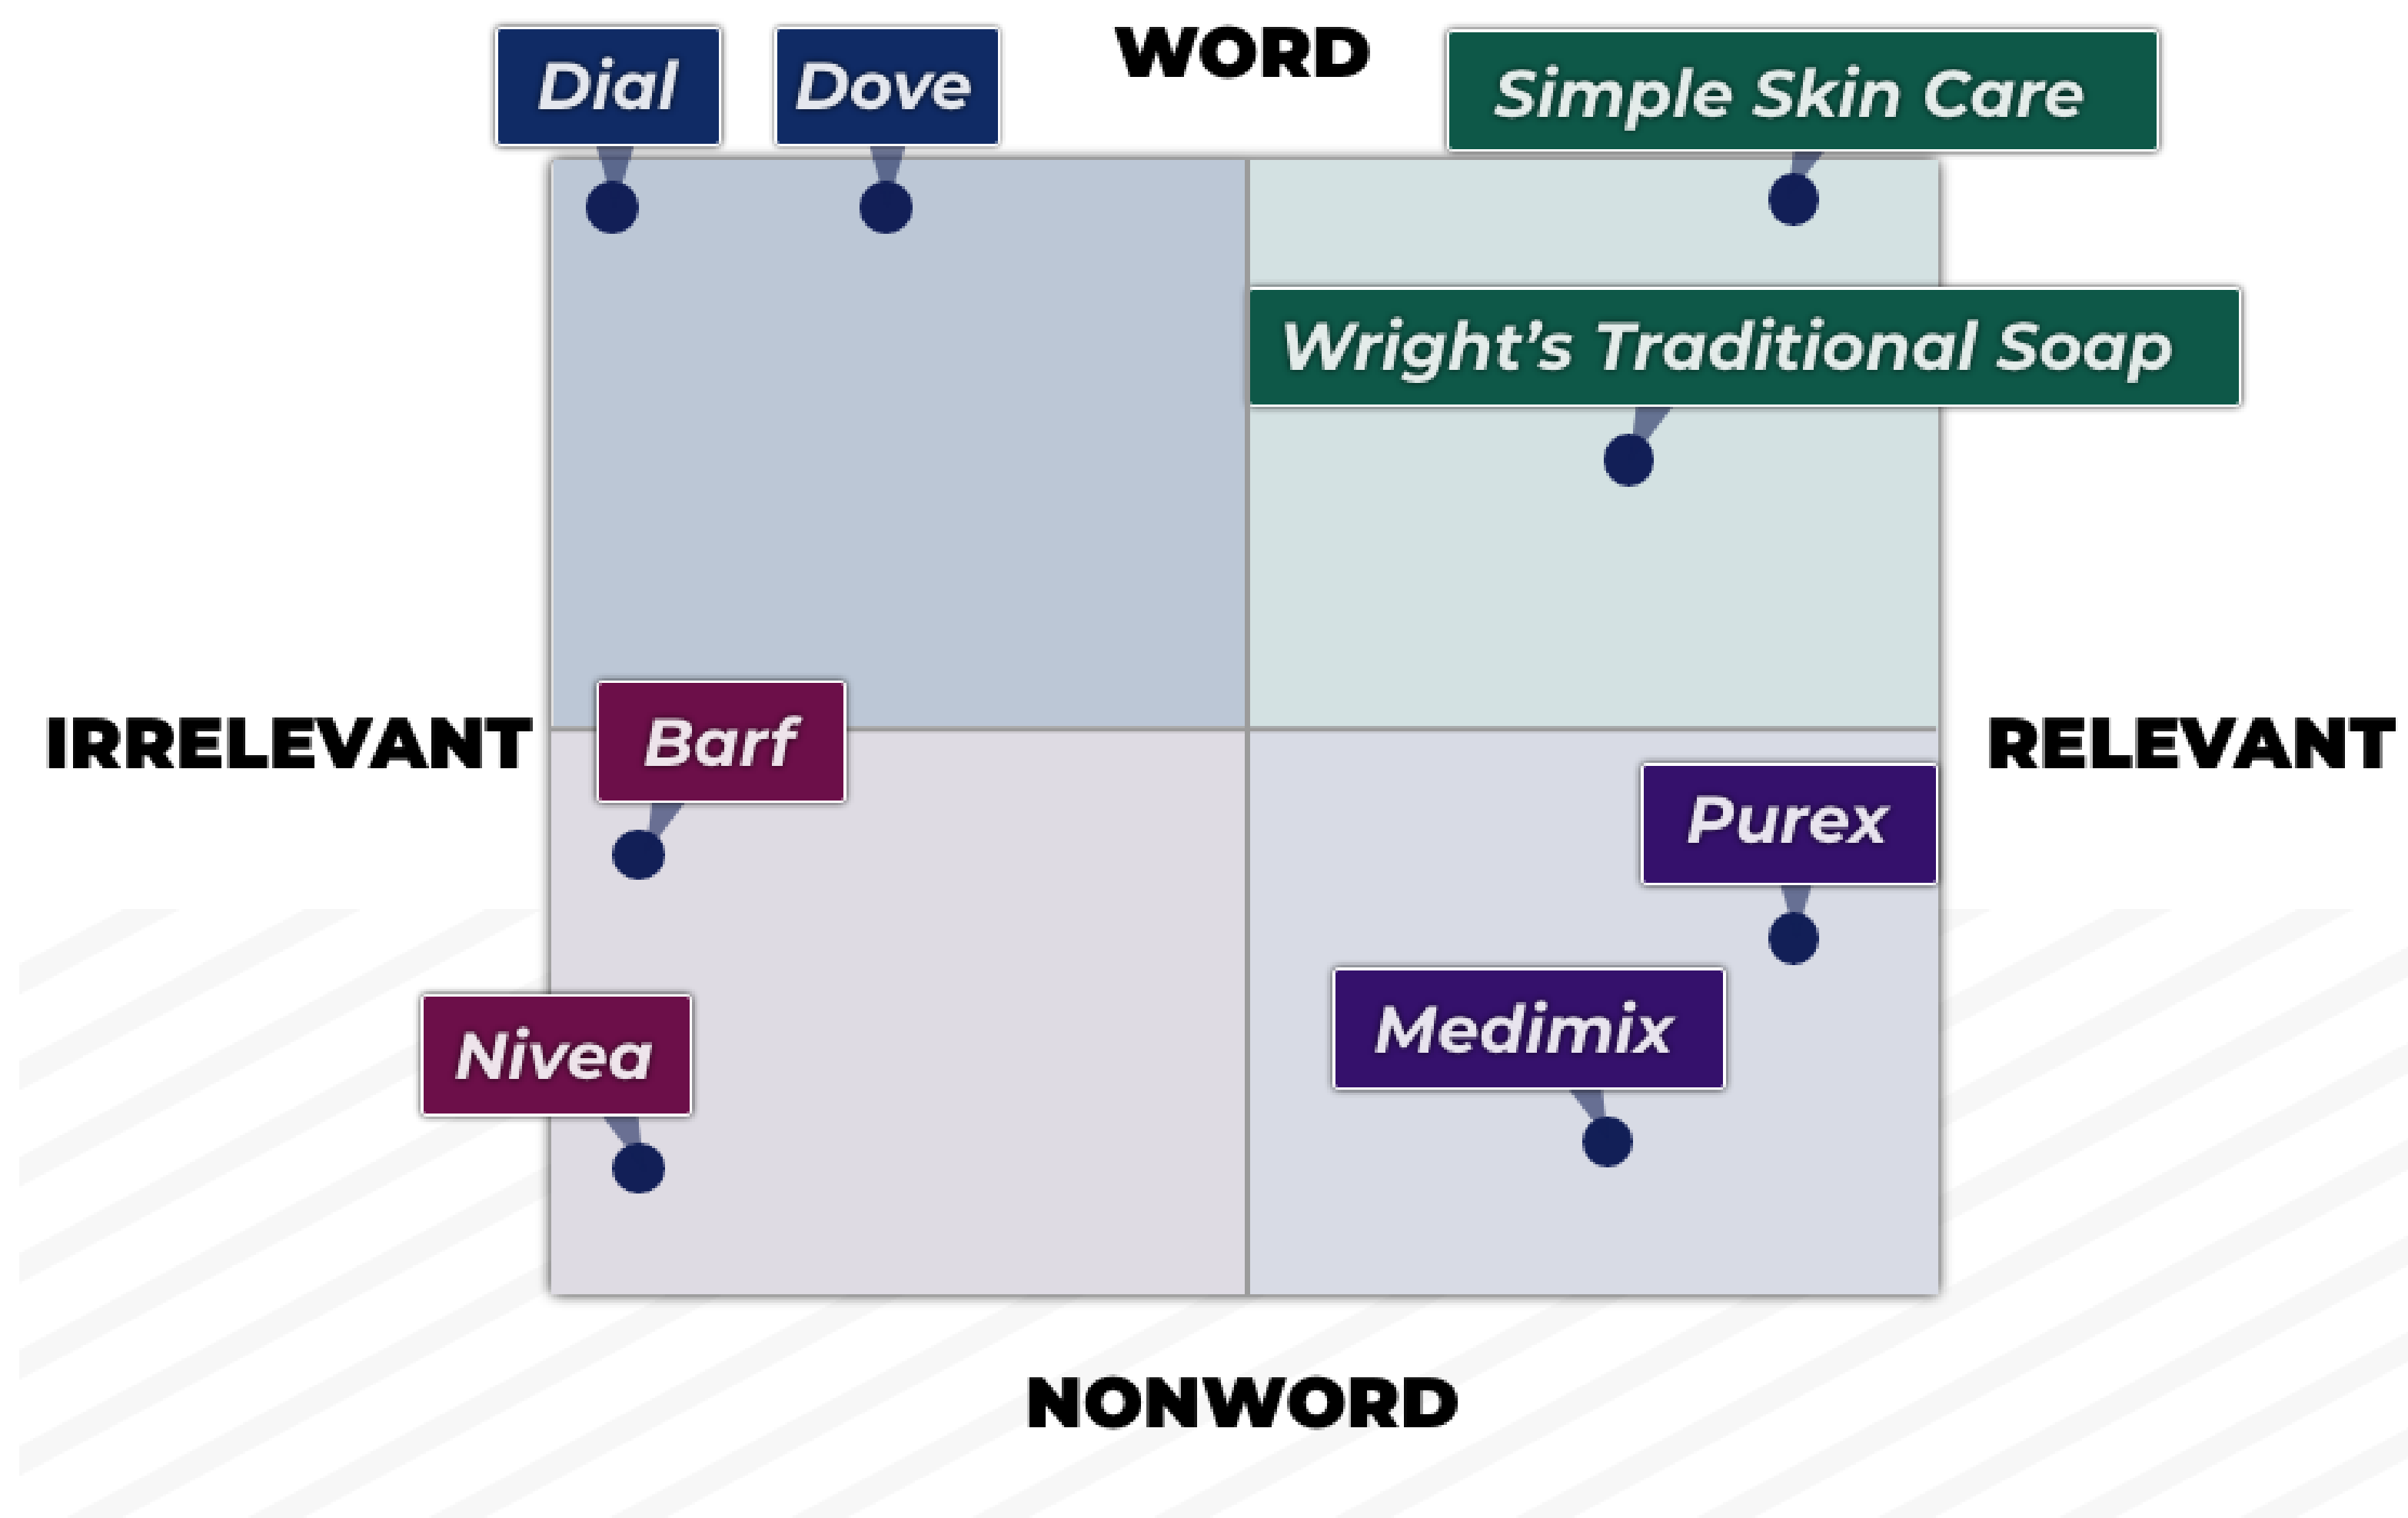 WORD
Dial
Dove
Simple Skin Care
Wright’s Traditional Soap
IRRELEVANT
Barf
RELEVANT
Purex
Medimix
Nivea
NONWORD